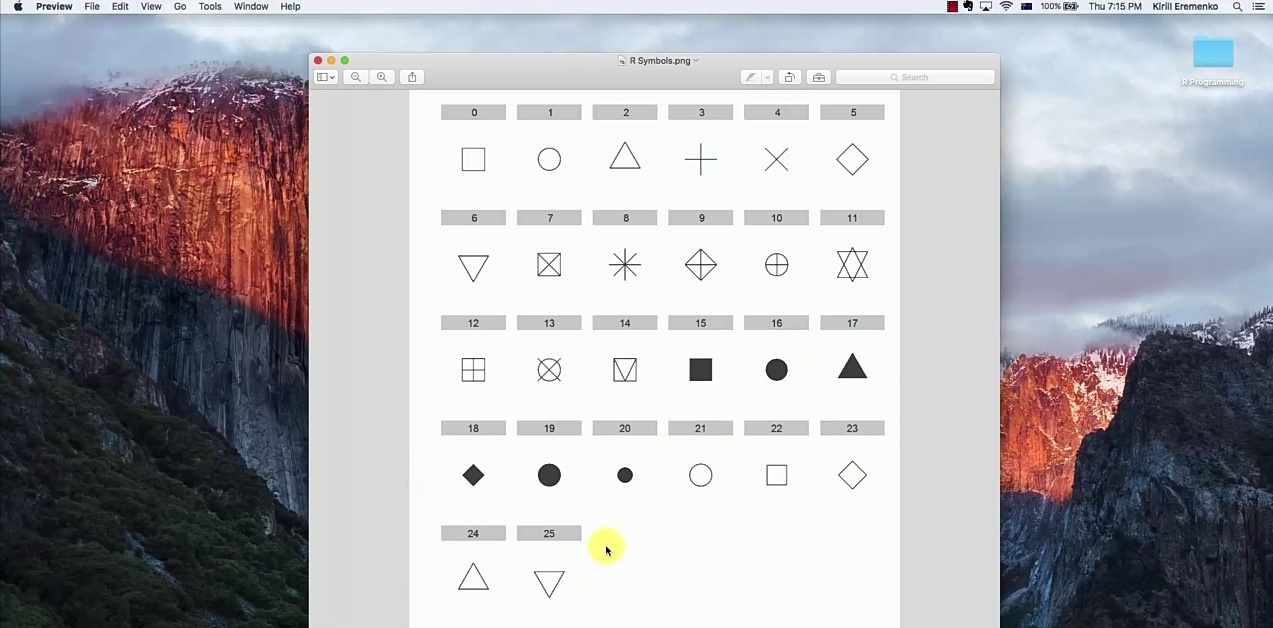 Preview File Edit View Go Tools Window Help 100% Thu 7:15 PM Kirill Eremenko
R Symbols.png
Search
R Programming
0 1 2 3 4 5
6 7 8 9 10 11
12 13 14 15 16 17
18 19 20 21 22 23
24 25